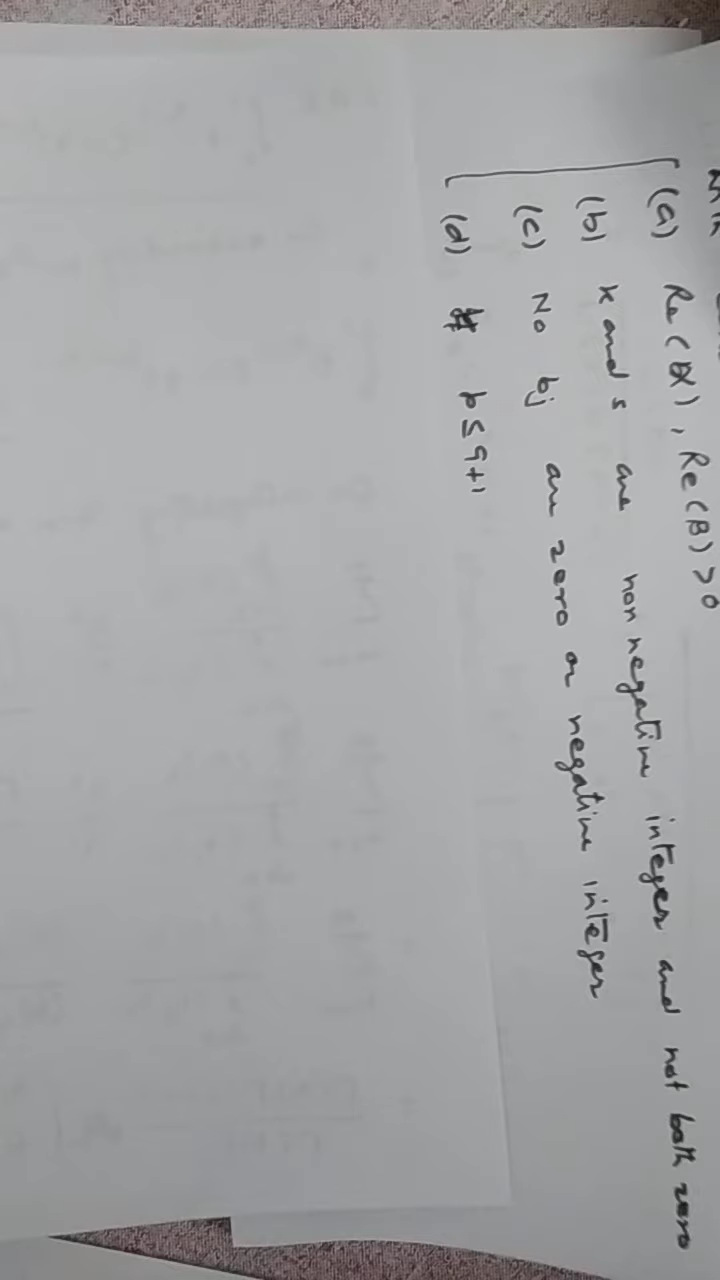 (a) Re(α), Re(B) > 0
(b) k and s are non negative integer and not both zero
(c) No bj are zero or negative integer
(d) p ≤ q+1